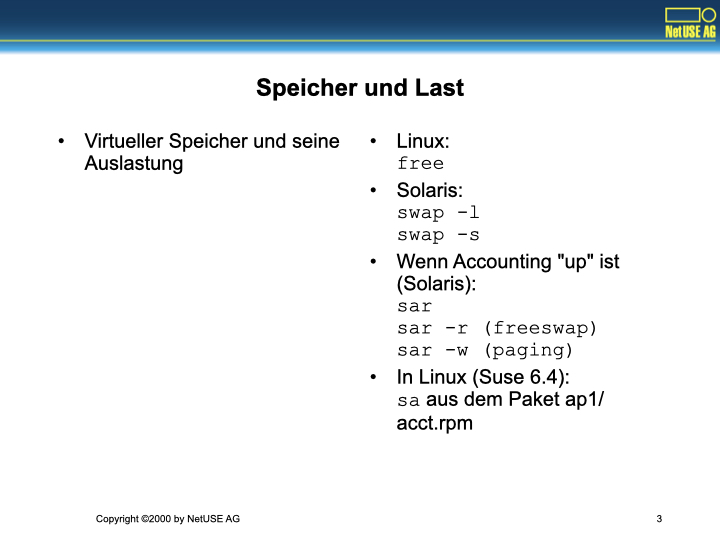 NetUSE AG
Speicher und Last
• Virtueller Speicher und seine
Auslastung
• Linux:
free
• Solaris:
swap -l
swap -s
• Wenn Accounting "up" ist
(Solaris):
sar
sar -r (freeswap)
sar -w (paging)
• In Linux (Suse 6.4):
sa aus dem Paket ap1/
acct.rpm
Copyright ©2000 by NetUSE AG
3